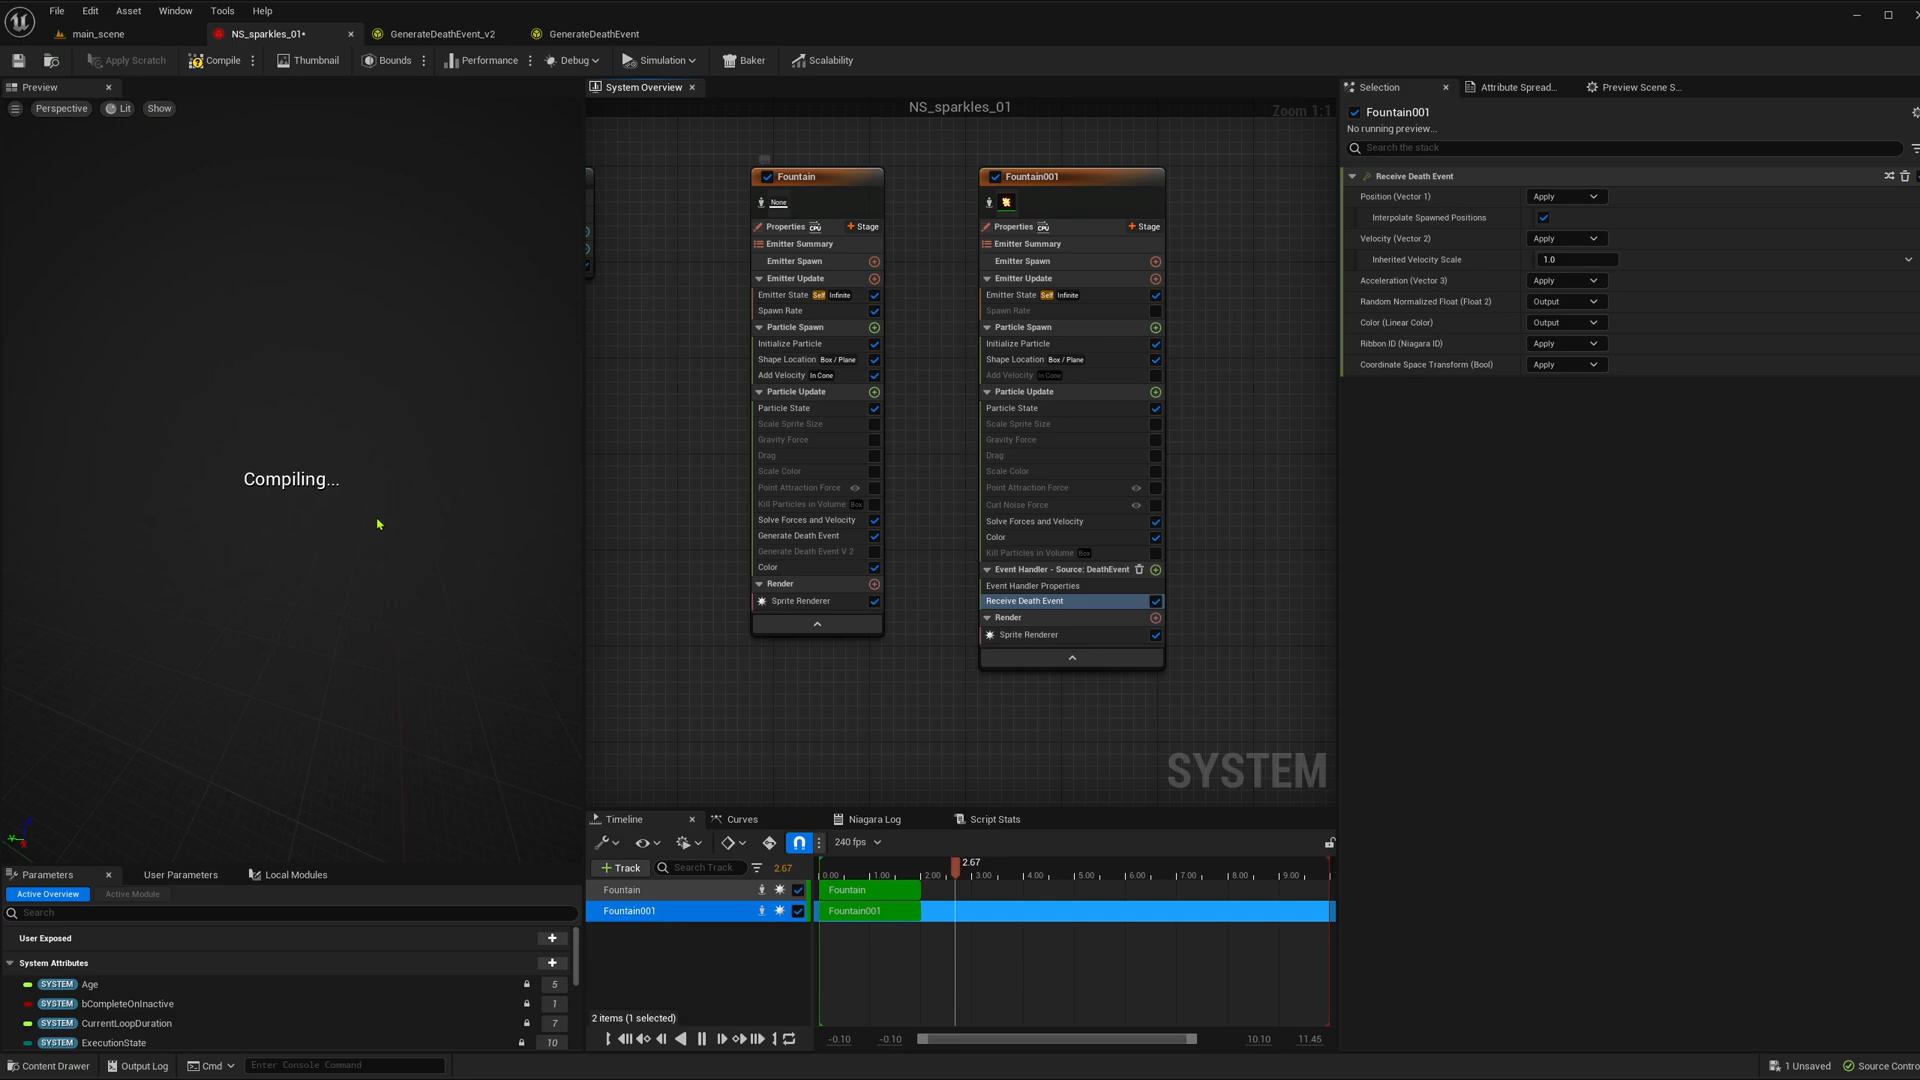 File Edit Asset Window Tools Help
main_scene NS_sparkles_01• GenerateDeathEvent_v2 GenerateDeathEvent
Apply Scratch Compile Thumbnail Bounds Performance Debug Simulation Baker Scalability
Preview
Perspective Lit Show
Compiling...
System Overview
NS_sparkles_01
Zoom 1:1
Fountain
None
Properties CPU Stage
Emitter Summary
Emitter Spawn
Emitter Update
Emitter State Self Infinite
Spawn Rate
Particle Spawn
Initialize Particle
Shape Location Box / Plane
Add Velocity In Cone
Particle Update
Particle State
Scale Sprite Size
Gravity Force
Drag
Scale Color
Point Attraction Force
Kill Particles in Volume Box
Solve Forces and Velocity
Generate Death Event
Generate Death Event V 2
Color
Render
Sprite Renderer
Fountain001
Properties CPU Stage
Emitter Summary
Emitter Spawn
Emitter Update
Emitter State Self Infinite
Spawn Rate
Particle Spawn
Initialize Particle
Shape Location Box / Plane
Add Velocity In Cone
Particle Update
Particle State
Scale Sprite Size
Gravity Force
Drag
Scale Color
Point Attraction Force
Curl Noise Force
Solve Forces and Velocity
Color
Kill Particles in Volume Box
Event Handler - Source: DeathEvent
Event Handler Properties
Receive Death Event
Render
Sprite Renderer
SYSTEM
Selection Attribute Spread... Preview Scene S...
Fountain001
No running preview...
Search the stack
Receive Death Event
Position (Vector 1) Apply
Interpolate Spawned Positions
Velocity (Vector 2) Apply
Inherited Velocity Scale 1.0
Acceleration (Vector 3) Apply
Random Normalized Float (Float 2) Output
Color (Linear Color) Output
Ribbon ID (Niagara ID) Apply
Coordinate Space Transform (Bool) Apply
Timeline Curves Niagara Log Script Stats
240 fps
Track Search Track 2.67
2.67
0.00 1.00 2.00 3.00 4.00 5.00 6.00 7.00 8.00 9.00
Fountain Fountain
Fountain001 Fountain001
2 items (1 selected)
-0.10 -0.10 10.10 11.45
Parameters User Parameters Local Modules
Active Overview Active Module
Search
User Exposed
System Attributes
SYSTEM Age 5
SYSTEM bCompleteOnInactive 1
SYSTEM CurrentLoopDuration 7
SYSTEM ExecutionState 10
Content Drawer Output Log Cmd Enter Console Command 1 Unsaved Source Contro